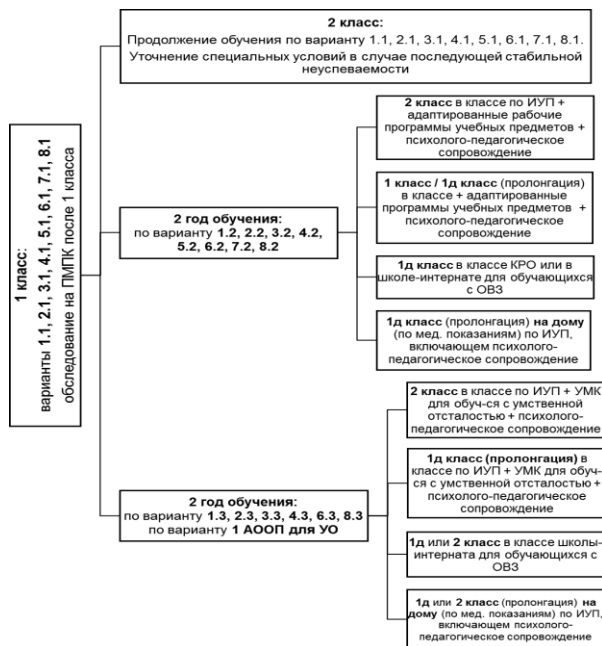 1 класс:
варианты 1.1, 2.1, 3.1, 4.1, 5.1, 6.1, 7.1, 8.1
обследование на ПМПК после 1 класса
2 класс:
Продолжение обучения по варианту 1.1, 2.1, 3.1, 4.1, 5.1, 6.1, 7.1, 8.1.
Уточнение специальных условий в случае последующей стабильной
неуспеваемости
2 год обучения:
по варианту 1.2, 2.2, 3.2, 4.2,
5.2, 6.2, 7.2, 8.2
2 класс в классе по ИУП +
адаптированные рабочие
программы учебных предметов +
психолого-педагогическое
сопровождение
1 класс / 1д класс (пролонгация)
в классе + адаптированные
программы учебных предметов +
психолого-педагогическое
сопровождение
1д класс в классе КРО или в
школе-интернате для обучающихся
с ОВЗ
1д класс (пролонгация) на дому
(по мед. показаниям) по ИУП,
включающем психолого-
педагогическое сопровождение
2 год обучения:
по варианту 1.3, 2.3, 3.3, 4.3, 6.3, 8.3
по варианту 1 АООП для УО
2 класс в классе по ИУП + УМК
для обуч-ся с умственной
отсталостью + психолого-
педагогическое сопровождение
1д класс (пролонгация) в
классе по ИУП + УМК для обуч-
ся с умственной отсталостью +
психолого-педагогическое
сопровождение
1д или 2 класс в классе школы-
интерната для обучающихся с
ОВЗ
1д или 2 класс (пролонгация) на
дому (по мед. показаниям) по ИУП,
включающем психолого-
педагогическое сопровождение